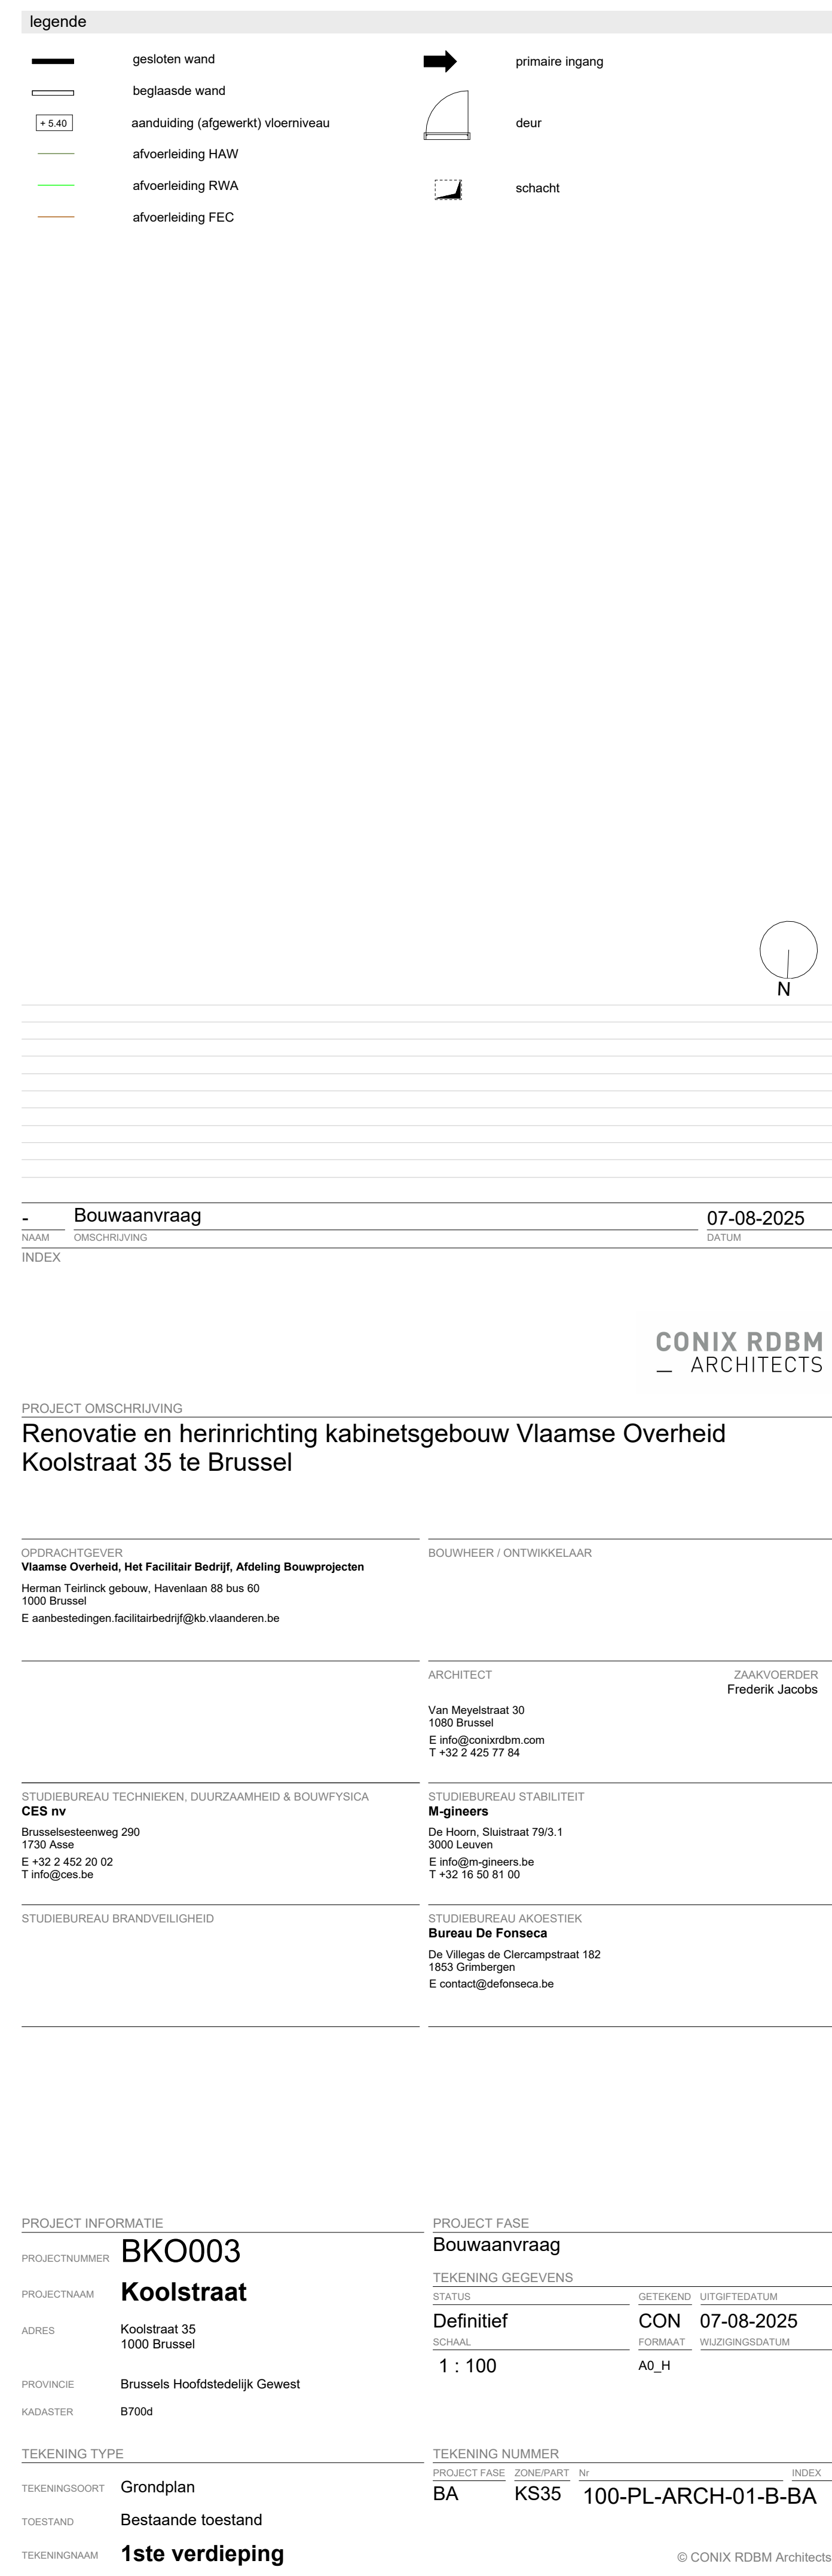 legende
gesloten wand
beglaasde wand
+ 5.40
aanduiding (afgewerkt) vloerniveau
afvoerleiding HAW
afvoerleiding RWA
afvoerleiding FEC
primaire ingang
deur
schacht
N
- Bouwaanvraag 07-08-2025
NAAM OMSCHRIJVING DATUM
INDEX
CONIX RDBM
_ ARCHITECTS
PROJECT OMSCHRIJVING
Renovatie en herinrichting kabinetsgebouw Vlaamse Overheid
Koolstraat 35 te Brussel
OPDRACHTGEVER
Vlaamse Overheid, Het Facilitair Bedrijf, Afdeling Bouwprojecten
Herman Teirlinck gebouw, Havenlaan 88 bus 60
1000 Brussel
E aanbestedingen.facilitairbedrijf@kb.vlaanderen.be
BOUWHEER / ONTWIKKELAAR
ARCHITECT
ZAAKVOERDER
Frederik Jacobs
Van Meyelstraat 30
1080 Brussel
E info@conixrdbm.com
T +32 2 425 77 84
STUDIEBUREAU TECHNIEKEN, DUURZAAMHEID & BOUWFYSICA
CES nv
Brusselsesteenweg 290
1730 Asse
E +32 2 452 20 02
T info@ces.be
STUDIEBUREAU STABILITEIT
M-gineers
De Hoorn, Sluistraat 79/3.1
3000 Leuven
E info@m-gineers.be
T +32 16 50 81 00
STUDIEBUREAU BRANDVEILIGHEID
STUDIEBUREAU AKOESTIEK
Bureau De Fonseca
De Villegas de Clercampstraat 182
1853 Grimbergen
E contact@defonseca.be
PROJECT INFORMATIE
PROJECTNUMMER BKO003
PROJECTNAAM Koolstraat
ADRES Koolstraat 35
1000 Brussel
PROVINCIE Brussels Hoofdstedelijk Gewest
KADASTER B700d
PROJECT FASE
Bouwaanvraag
TEKENING GEGEVENS
STATUS GETEKEND UITGIFTEDATUM
Definitief CON 07-08-2025
SCHAAL FORMAAT WIJZIGINGSDATUM
1 : 100 A0_H
TEKENING TYPE
TEKENINGSOORT Grondplan
TOESTAND Bestaande toestand
TEKENINGNAAM 1ste verdieping
TEKENING NUMMER
PROJECT FASE ZONE/PART Nr INDEX
BA KS35 100-PL-ARCH-01-B-BA
© CONIX RDBM Architects